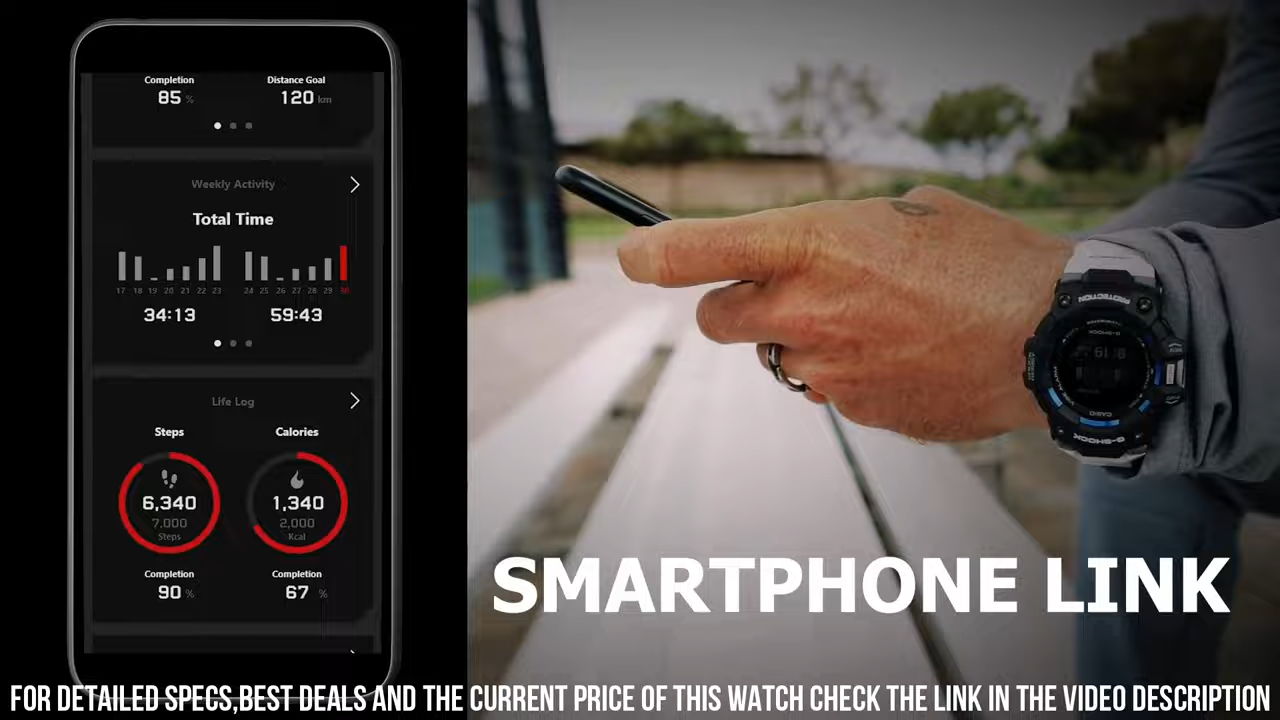 Completion Distance Goal
85 % 120 km
Weekly Activity
Total Time
17 18 19 20 21 22 23 24 25 26 27 28 29 30
34:13 59:43
Life Log
Steps Calories
6,340 1,340
7,000 2,000
Steps Kcal
Completion Completion
90 % 67 %
PROTECTION
G-SHOCK
CASIO
G-SHOCK
SMARTPHONE LINK
FOR DETAILED SPECS,BEST DEALS AND THE CURRENT PRICE OF THIS WATCH CHECK THE LINK IN THE VIDEO DESCRIPTION